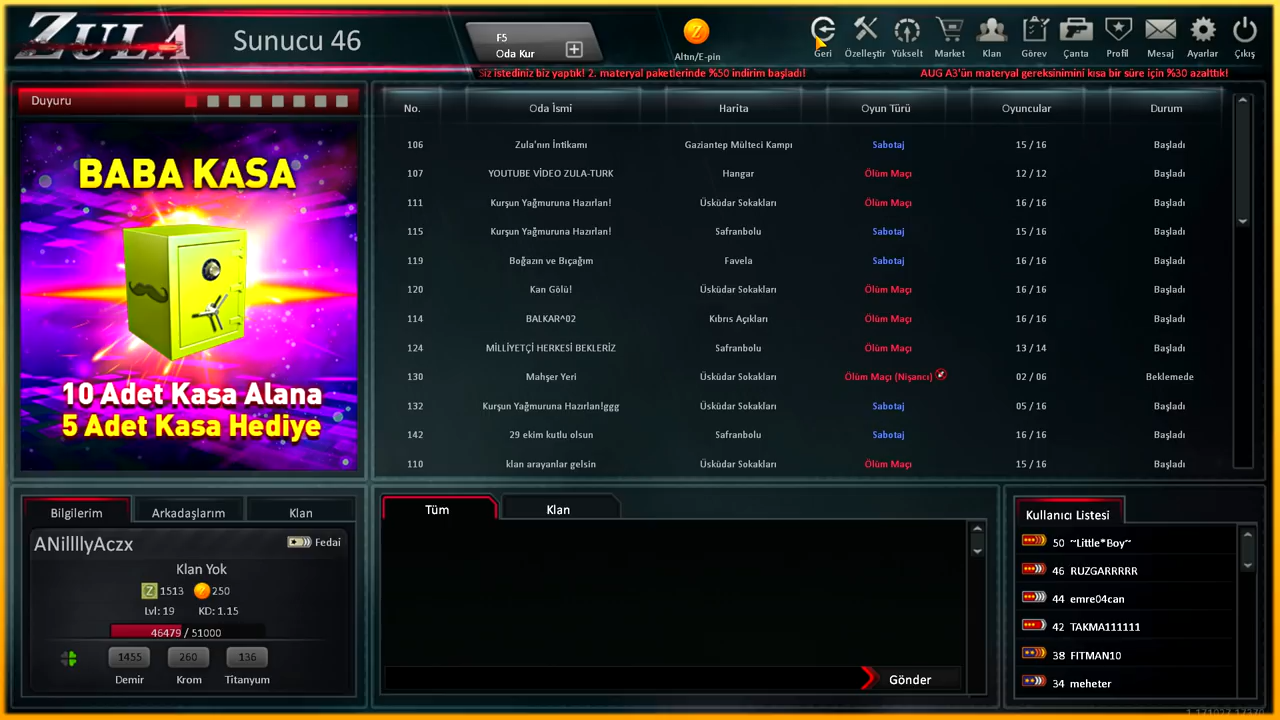 ZULA
Sunucu 46
F5
Oda Kur
Altın/E-pin
Geri
Özelleştir
Yükselt
Market
Klan
Görev
Çanta
Profil
Mesaj
Ayarlar
Çıkış
Siz istediniz biz yaptık! 2. materyal paketlerinde %50 indirim başladı!
AUG A3'ün materyal gereksinimini kısa bir süre için %30 azalttık!
Duyuru
BABA KASA
10 Adet Kasa Alana
5 Adet Kasa Hediye
No. Oda İsmi Harita Oyun Türü Oyuncular Durum
106 Zula'nın İntikamı Gaziantep Mülteci Kampı Sabotaj 15 / 16 Başladı
107 YOUTUBE VİDEO ZULA-TURK Hangar Ölüm Maçı 12 / 12 Başladı
111 Kurşun Yağmuruna Hazırlan! Üsküdar Sokakları Ölüm Maçı 16 / 16 Başladı
115 Kurşun Yağmuruna Hazırlan! Safranbolu Sabotaj 15 / 16 Başladı
119 Boğazın ve Bıçağım Favela Sabotaj 16 / 16 Başladı
120 Kan Gölü! Üsküdar Sokakları Ölüm Maçı 16 / 16 Başladı
114 BALKAR^02 Kıbrıs Açıkları Ölüm Maçı 16 / 16 Başladı
124 MİLLİYETÇİ HERKESİ BEKLERİZ Safranbolu Ölüm Maçı 13 / 14 Başladı
130 Mahşer Yeri Üsküdar Sokakları Ölüm Maçı (Nişancı) 02 / 06 Beklemede
132 Kurşun Yağmuruna Hazırlan!ggg Üsküdar Sokakları Sabotaj 05 / 16 Başladı
142 29 ekim kutlu olsun Safranbolu Sabotaj 16 / 16 Başladı
110 klan arayanlar gelsin Üsküdar Sokakları Ölüm Maçı 15 / 16 Başladı
Bilgilerim Arkadaşlarım Klan
ANillllyAczx Fedai
Klan Yok
1513 250
Lvl: 19 KD: 1.15
46479 / 51000
1455 260 136
Demir Krom Titanyum
Tüm Klan
Gönder
Kullanıcı Listesi
50 ~Little*Boy~
46 RUZGARRRRR
44 emre04can
42 TAKMA111111
38 FITMAN10
34 meheter